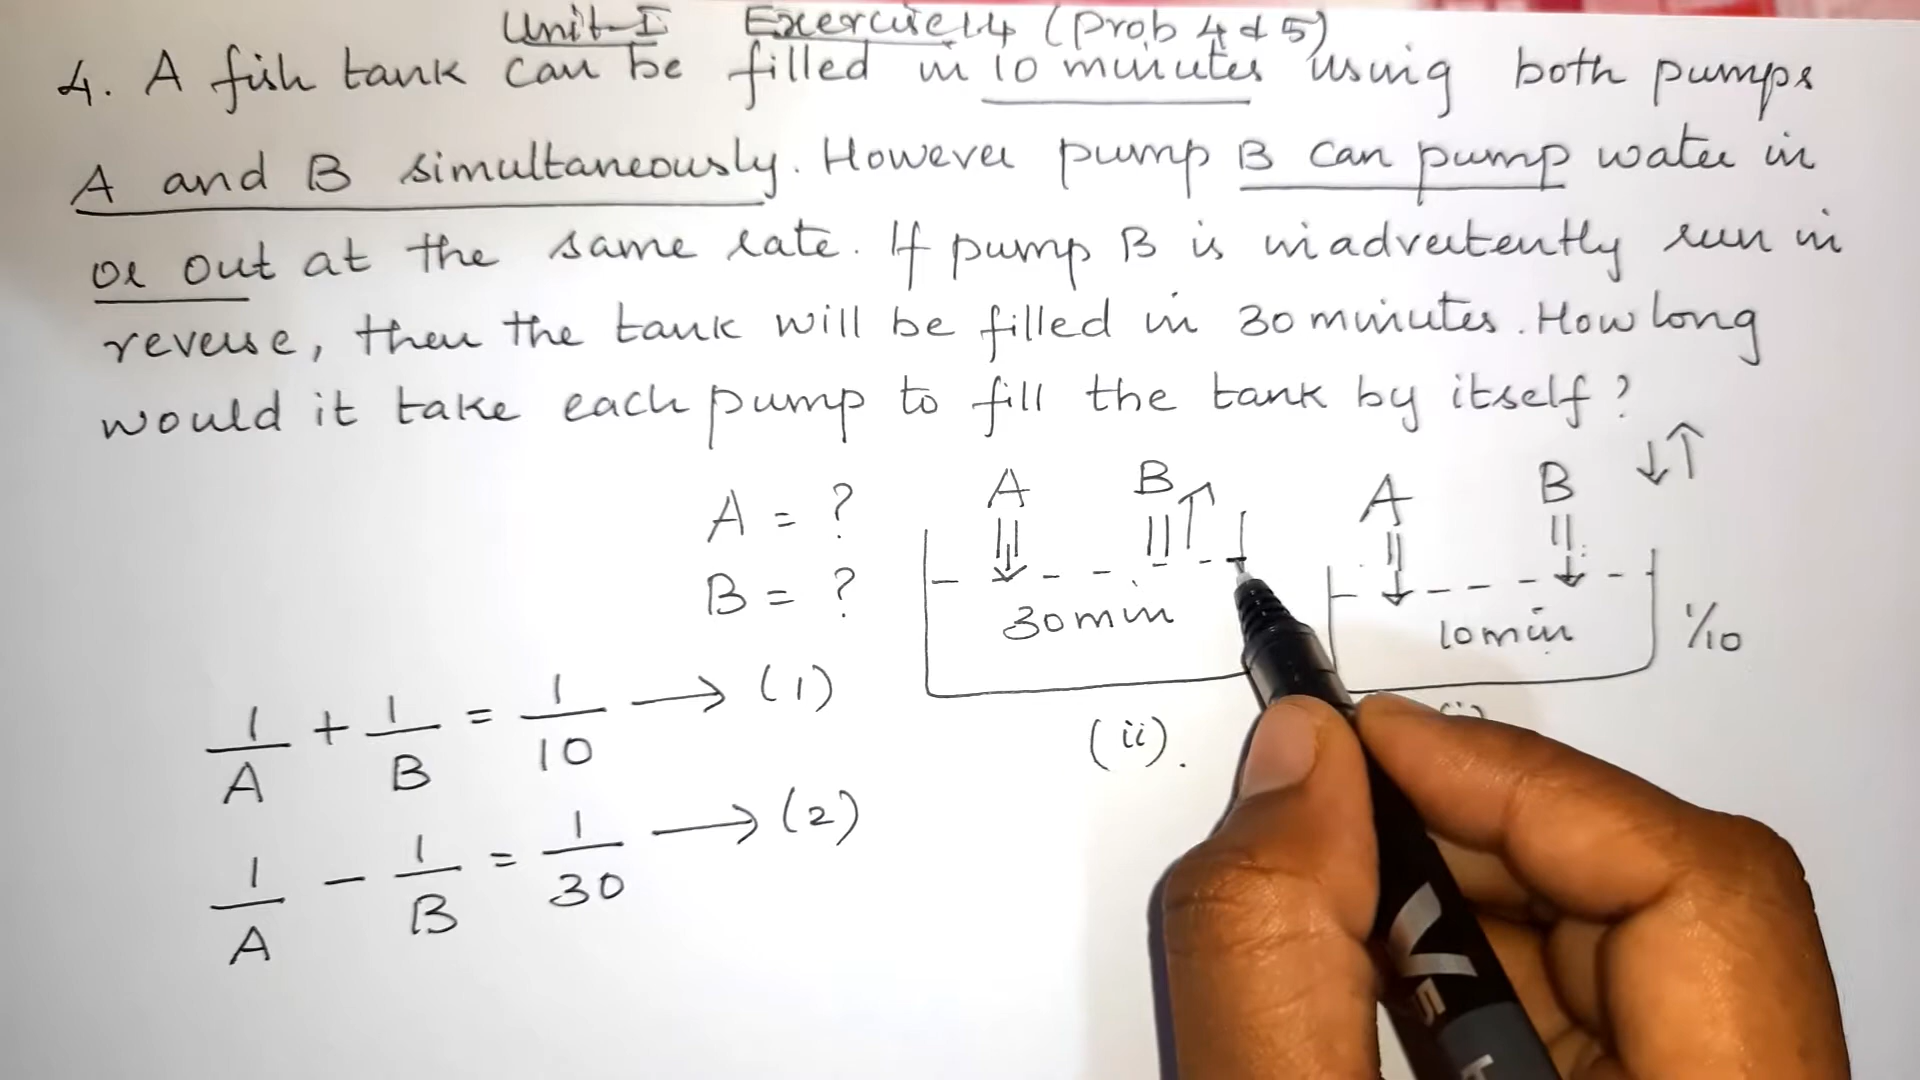 Unit-I Exercise 1.4 (Prob 4 & 5)
4. A fish tank can be filled in 10 minutes using both pumps
A and B simultaneously. However pump B can pump water in
or out at the same rate. If pump B is inadvertently run in
reverse, then the tank will be filled in 30 minutes. How long
would it take each pump to fill the tank by itself?
A = ?
B = ?
A B
30 min
(ii).
A B
10 min
1/10
1/A + 1/B = 1/10 → (1)
1/A - 1/B = 1/30 → (2)
V5